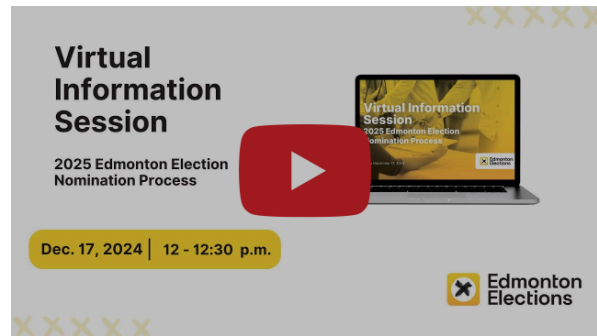 Virtual
Information
Session
2025 Edmonton Election
Nomination Process
Dec. 17, 2024 | 12 - 12:30 p.m.
Virtual Information
Session
2025 Edmonton Election
Nomination Process
Edmonton
Elections
Edmonton
Elections